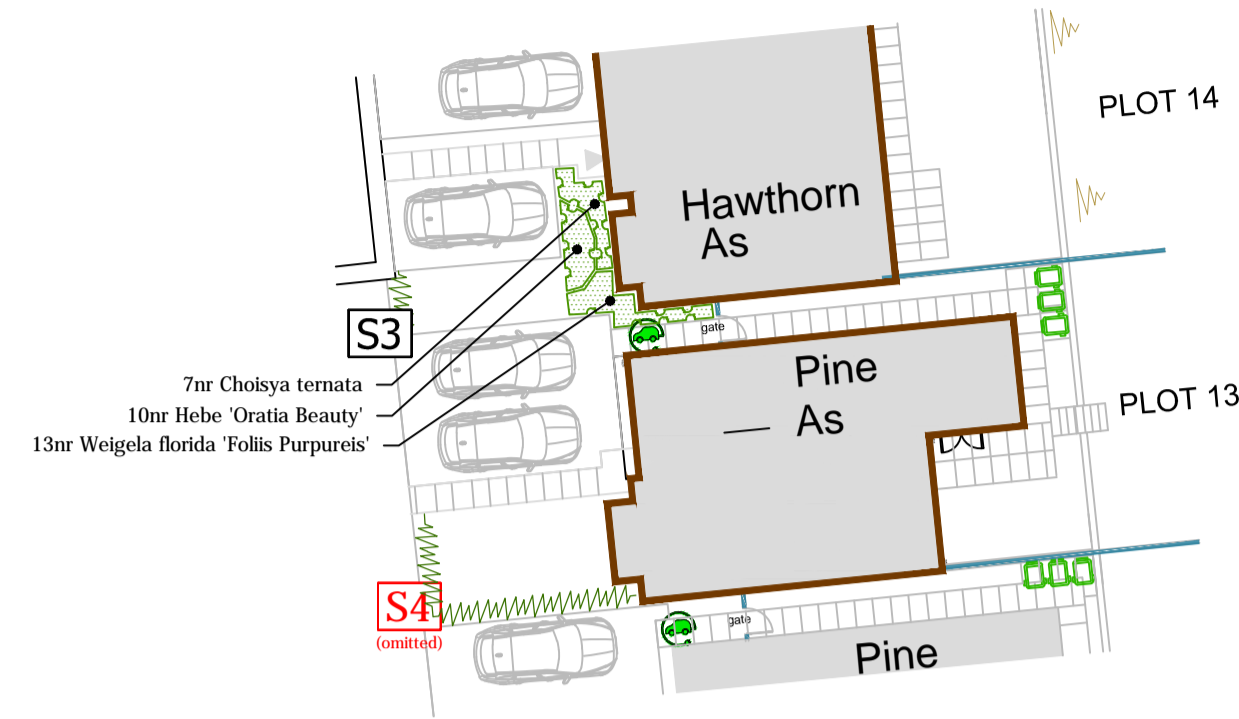 PLOT 14
Hawthorn
As
S3
gate
7nr Choisya ternata
10nr Hebe 'Oratia Beauty'
13nr Weigela florida 'Foliis Purpureis'
Pine
As
PLOT 13
S4
(omitted)
gate
Pine